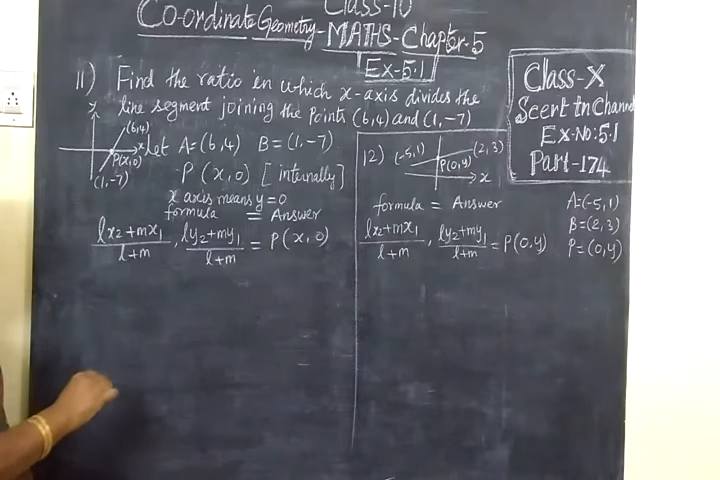 Class-10
Co-ordinate Geometry-MATHS-Chapter-5
Ex-5.1
11) Find the ratio in which x-axis divides the
line segment joining the points (6,4) and (1,-7)
(6,4)
x
P(x,0)
(1,-7)
Let A=(6,4) B=(1,-7)
P(x,0) [internally]
x axis means y=0
formula = Answer
lx2+mx1/l+m, ly2+my1/l+m = P(x,0)
12) (-5,1) (2,3)
P(0,y)
x
formula = Answer
lx2+mx1/l+m, ly2+my1/l+m = P(0,y)
A=(-5,1)
B=(2,3)
P=(0,y)
Class-X
Scert tn Channel
Ex-No:5.1
Part-174